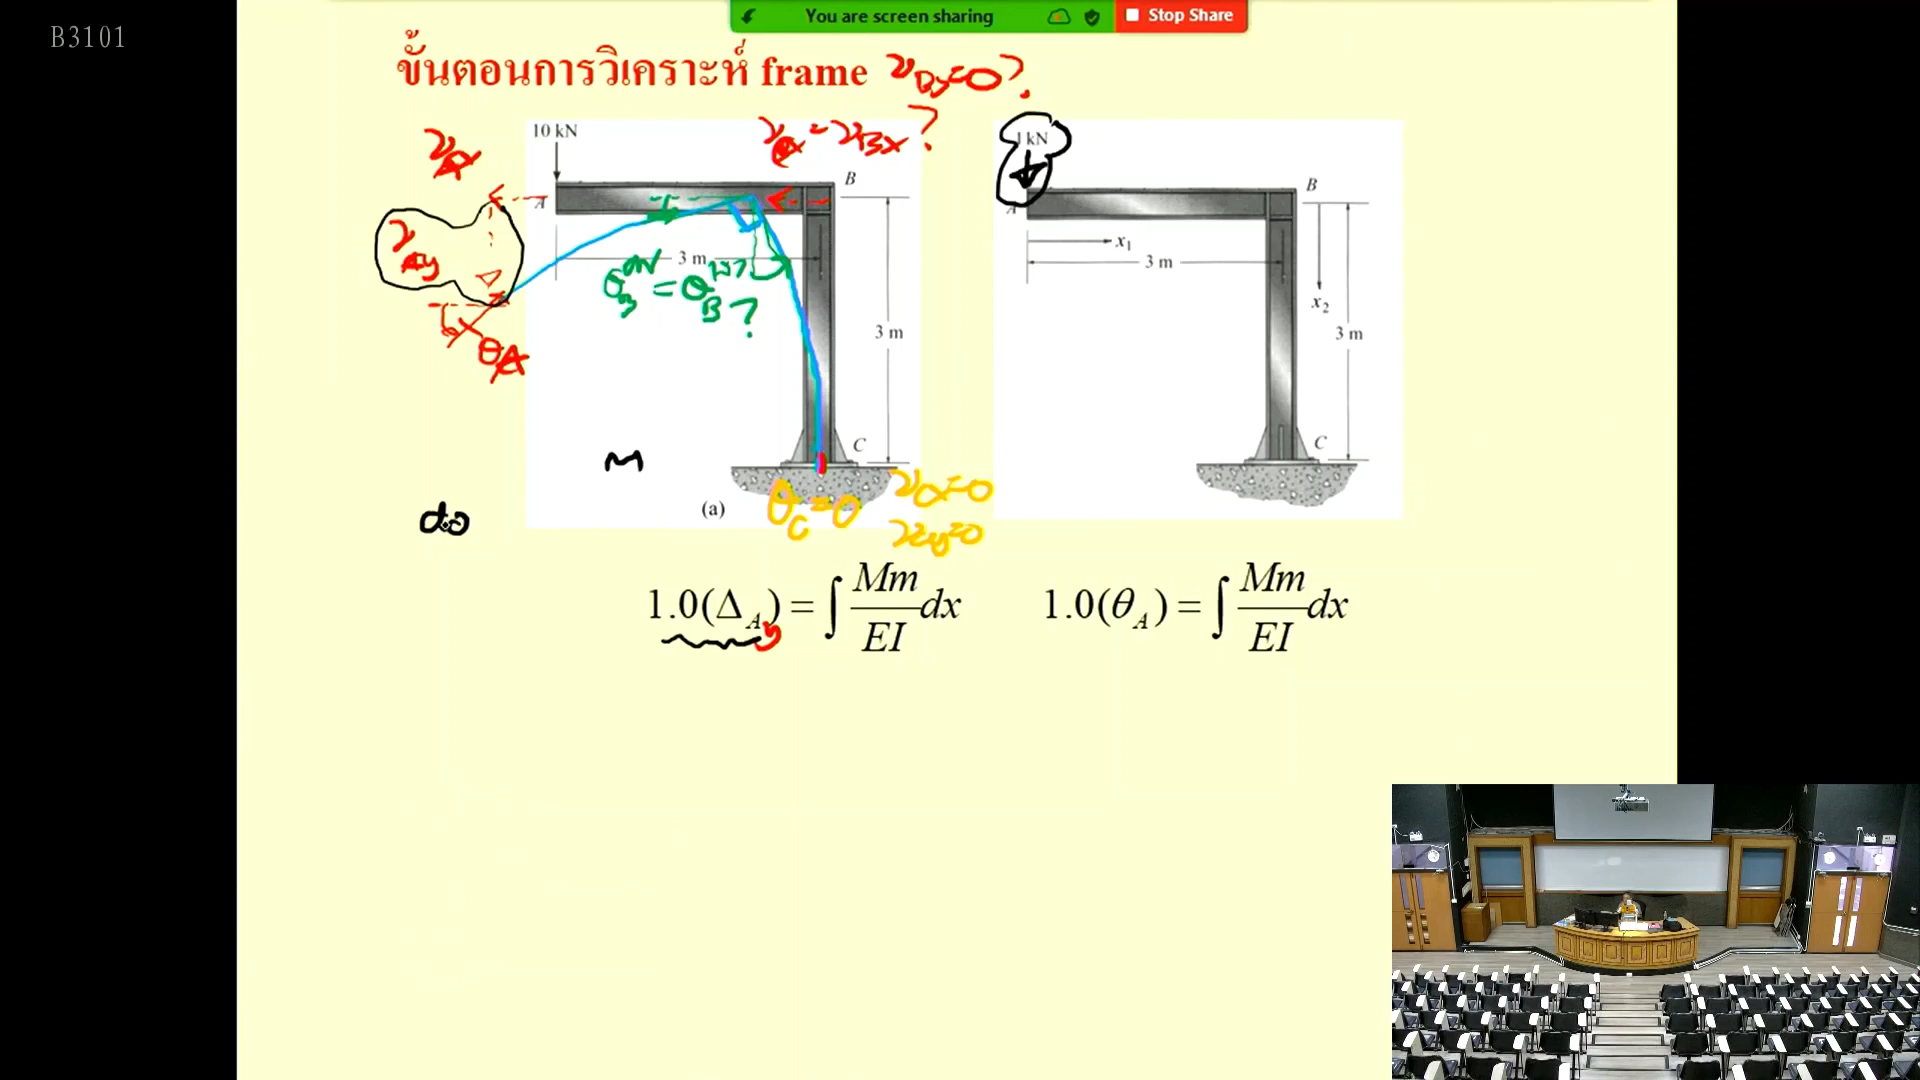 B3101
You are screen sharing
Stop Share
ขั้นตอนการวิเคราะห์ frame
10 kN
A
B
3 m
3 m
C
(a)
θC=0
M
1 kN
A
B
x1
3 m
x2
3 m
C
θA
1.0(ΔA) = ∫ Mm/EI dx
1.0(θA) = ∫ Mm/EI dx